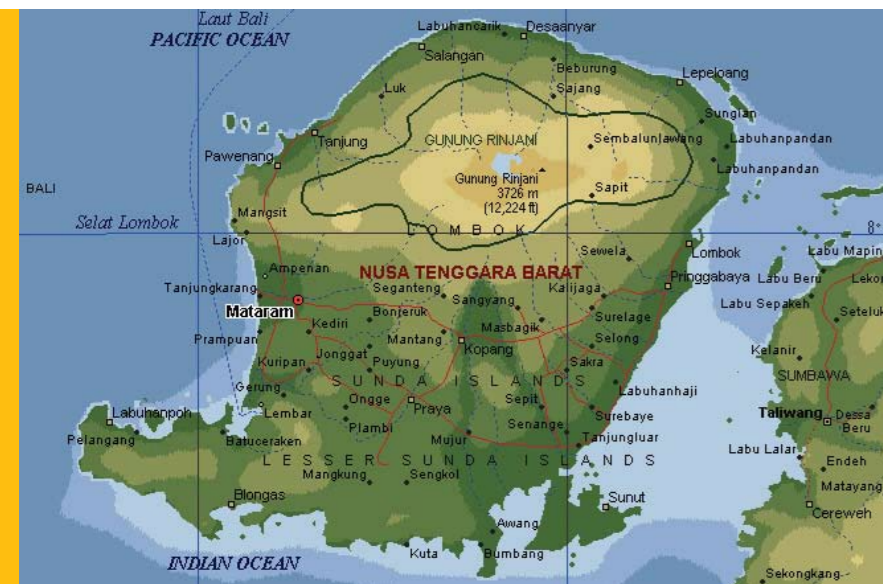 Laut Bali
PACIFIC OCEAN
Labuhancarik
Desaanyar
Salangan
Beburung
Lepeloang
Luk
Sajang
Sungian
Tanjung
GUNUNG RINJANI
Sembalunlawang
Labuhanpandan
Pawenang
Labuhanpandan
Gunung Rinjani
3726 m
(12,224 ft)
BALI
Sapit
Mangsit
Selat Lombok
LOMBOK
8°
Lajor
Sewela
Lombok
Labu Mapin
Ampenan
NUSA TENGGARA BARAT
Pringgabaya
Labu Beru
Lekon
Tanjungkarang
Seganteng
Sangyang
Kalijaga
Labu Sepakeh
Mataram
Bonjeruk
Masbagik
Surelage
Seteluk
Prampuan
Kediri
Mantang
Kopang
Selong
Kelanir
Kuripan
Jonggat
Puyung
Sakra
SUMBAWA
SUNDA ISLANDS
Gerung
Labuhanhaji
Labuhanpoh
Lembar
Ongge
Praya
Sepit
Surebaye
Taliwang
Dessa
Beru
Pelangang
Batuceraken
Plambi
Mujur
Senange
Tanjungluar
Labu Lalar
LESSER SUNDA ISLANDS
Endeh
Mangkung
Sengkol
Matayang
Blongas
Sunut
Cereweh
Awang
INDIAN OCEAN
Kuta
Bumbang
Sekongkang